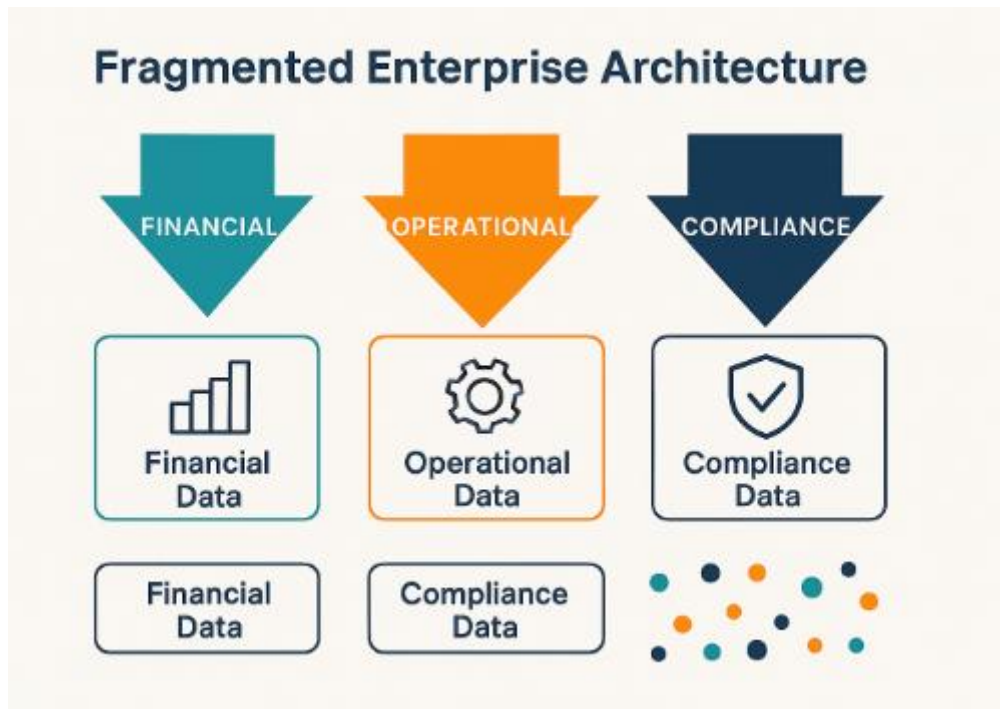 Fragmented Enterprise Architecture
FINANCIAL
OPERATIONAL
COMPLIANCE
Financial
Data
Operational
Data
Compliance
Data
Financial
Data
Compliance
Data